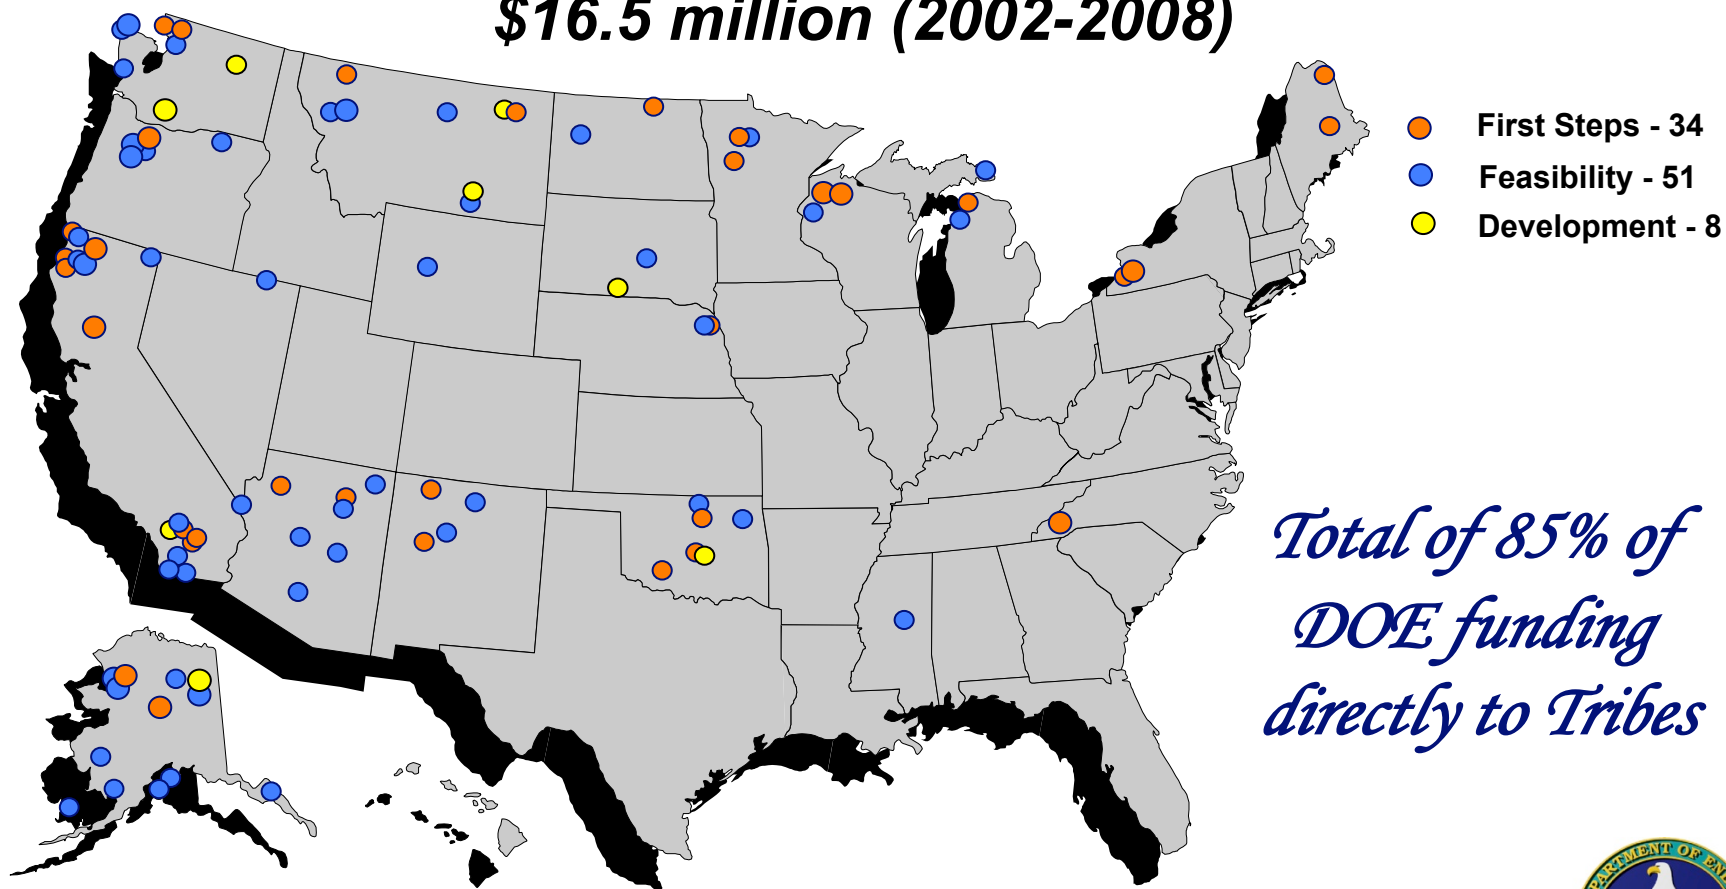 $16.5 million (2002-2008)
First Steps - 34
Feasibility - 51
Development - 8
Total of 85% of
DOE funding
directly to Tribes